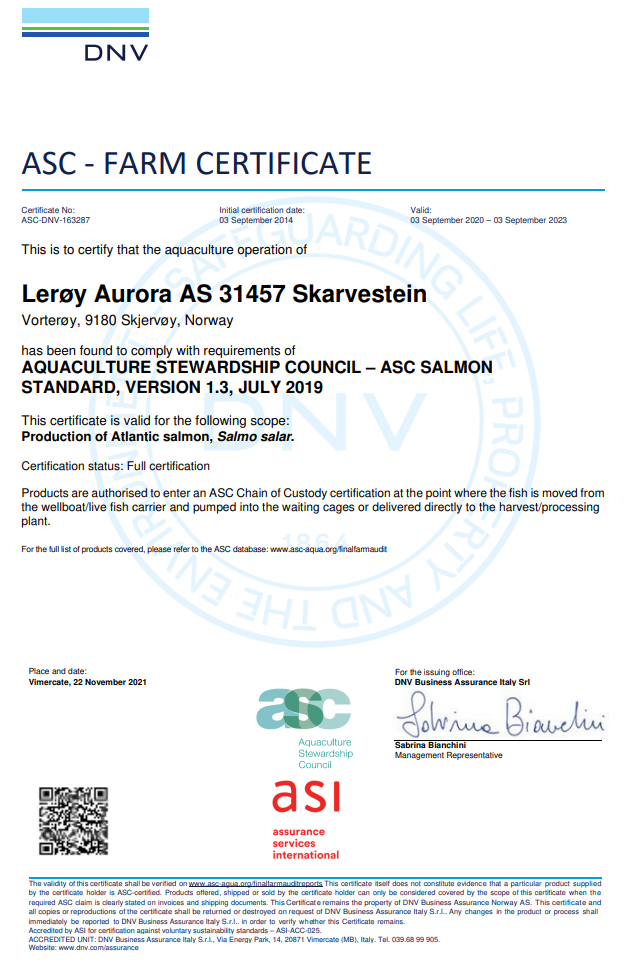 DNV
ASC - FARM CERTIFICATE
Certificate No:
ASC-DNV-163287
Initial certification date:
03 September 2014
Valid:
03 September 2020 – 03 September 2023
This is to certify that the aquaculture operation of
Lerøy Aurora AS 31457 Skarvestein
Vorterøy, 9180 Skjervøy, Norway
has been found to comply with requirements of
AQUACULTURE STEWARDSHIP COUNCIL – ASC SALMON
STANDARD, VERSION 1.3, JULY 2019
This certificate is valid for the following scope:
Production of Atlantic salmon, Salmo salar.
Certification status: Full certification
Products are authorised to enter an ASC Chain of Custody certification at the point where the fish is moved from
the wellboat/live fish carrier and pumped into the waiting cages or delivered directly to the harvest/processing
plant.
For the full list of products covered, please refer to the ASC database: www.asc-aqua.org/finalfarmaudit
SAFEGUARDING LIFE, PROPERTY AND THE ENVIRONMENT
DNV
1864
Place and date:
Vimercate, 22 November 2021
For the issuing office:
DNV Business Assurance Italy Srl
Sabrina Bianchini
Sabrina Bianchini
Management Representative
asc
Aquaculture
Stewardship
Council
asi
assurance
services
international
The validity of this certificate shall be verified on www.asc-aqua.org/finalfarmauditreports This certificate itself does not constitute evidence that a particular product supplied
by the certificate holder is ASC-certified. Products offered, shipped or sold by the certificate holder can only be considered covered by the scope of this certificate when the
required ASC claim is clearly stated on invoices and shipping documents. This Certificate remains the property of DNV Business Assurance Norway AS. This certificate and
all copies or reproductions of the certificate shall be returned or destroyed on request of DNV Business Assurance Italy S.r.l.. Any changes in the product or process shall
immediately be reported to DNV Business Assurance Italy S.r.l.. in order to verify whether this Certificate remains.
Accredited by ASI for certification against voluntary sustainability standards – ASI-ACC-025.
ACCREDITED UNIT: DNV Business Assurance Italy S.r.l., Via Energy Park, 14, 20871 Vimercate (MB), Italy. Tel. 039.68 99 905.
Website: www.dnv.com/assurance